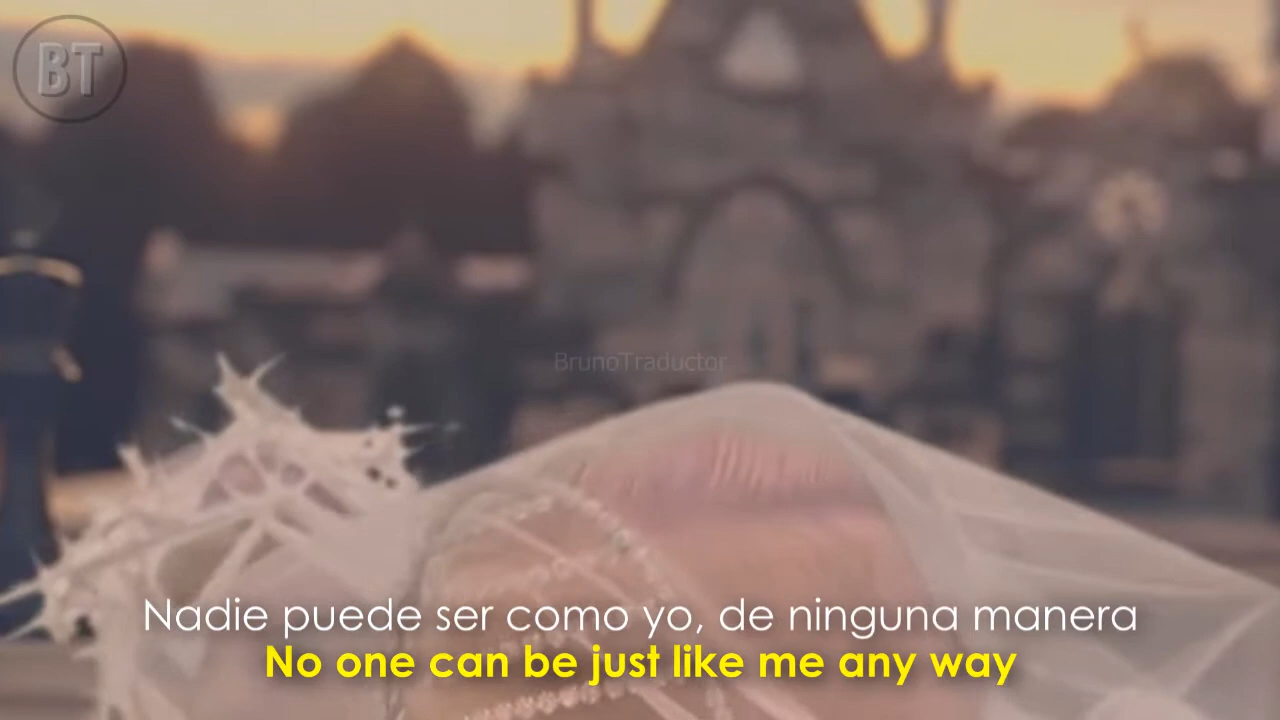 BT
BrunoTraductor
Nadie puede ser como yo, de ninguna manera
No one can be just like me any way